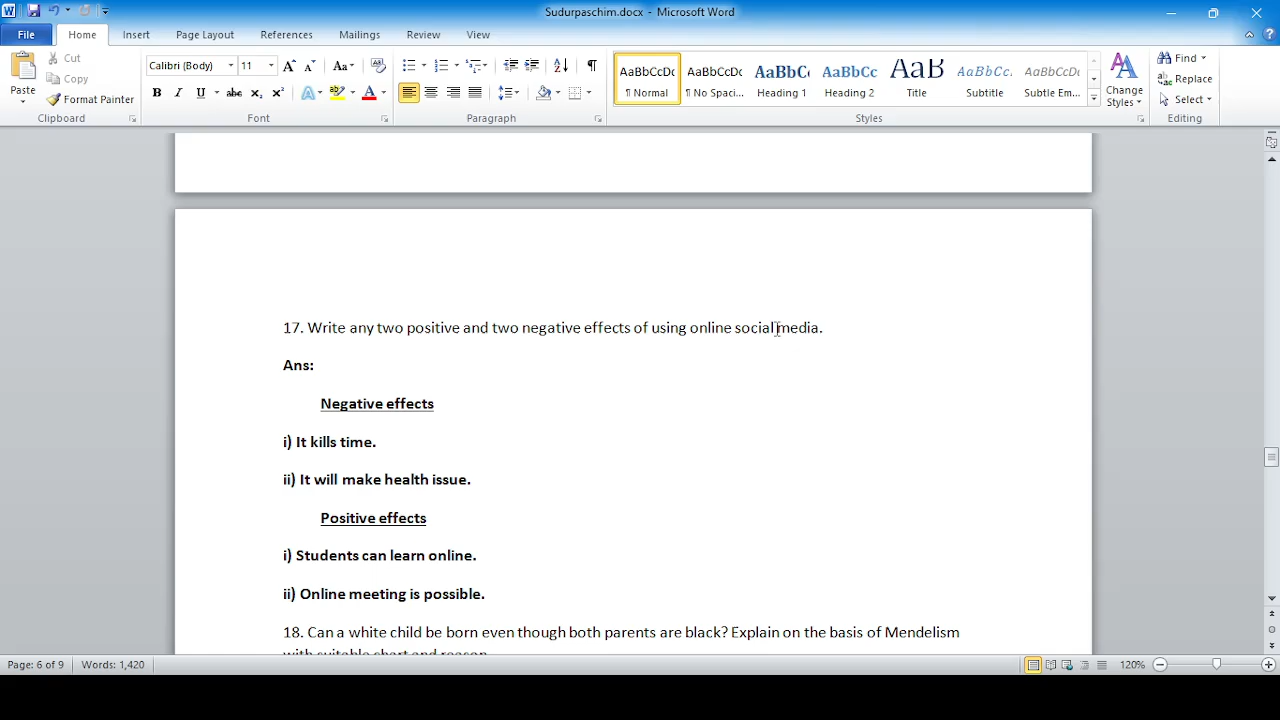 Sudurpaschim.docx - Microsoft Word
File Home Insert Page Layout References Mailings Review View
Paste
Cut
Copy
Format Painter
Clipboard
Calibri (Body) 11
Font
Paragraph
AaBbCcDc AaBbCcDc AaBbC AaBbCc AaB AaBbCc. AaBbCcDc
¶ Normal ¶ No Spaci... Heading 1 Heading 2 Title Subtitle Subtle Em...
Styles
Change Styles
Find
Replace
Select
Editing
17. Write any two positive and two negative effects of using online social media.
Ans:
Negative effects
i) It kills time.
ii) It will make health issue.
Positive effects
i) Students can learn online.
ii) Online meeting is possible.
18. Can a white child be born even though both parents are black? Explain on the basis of Mendelism
with suitable chart and reason
Page: 6 of 9 Words: 1,420 120%